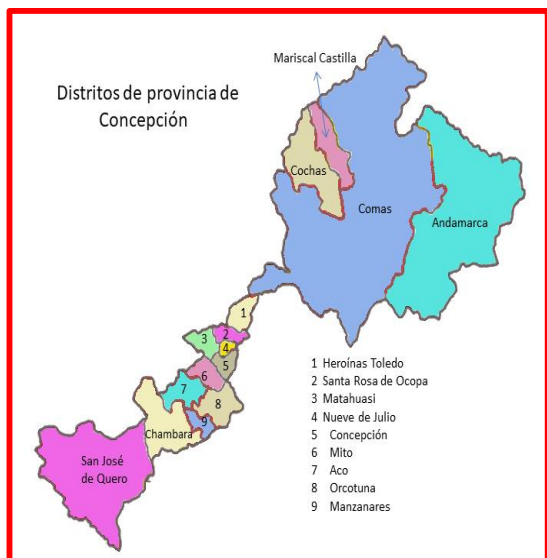 Distritos de provincia de
Concepción
Mariscal Castilla
Cochas
Comas
Andamarca
1
2
3
4
5
6
7
8
9
Chambara
San José
de Quero
1 Heroínas Toledo
2 Santa Rosa de Ocopa
3 Matahuasi
4 Nueve de Julio
5 Concepción
6 Mito
7 Aco
8 Orcotuna
9 Manzanares